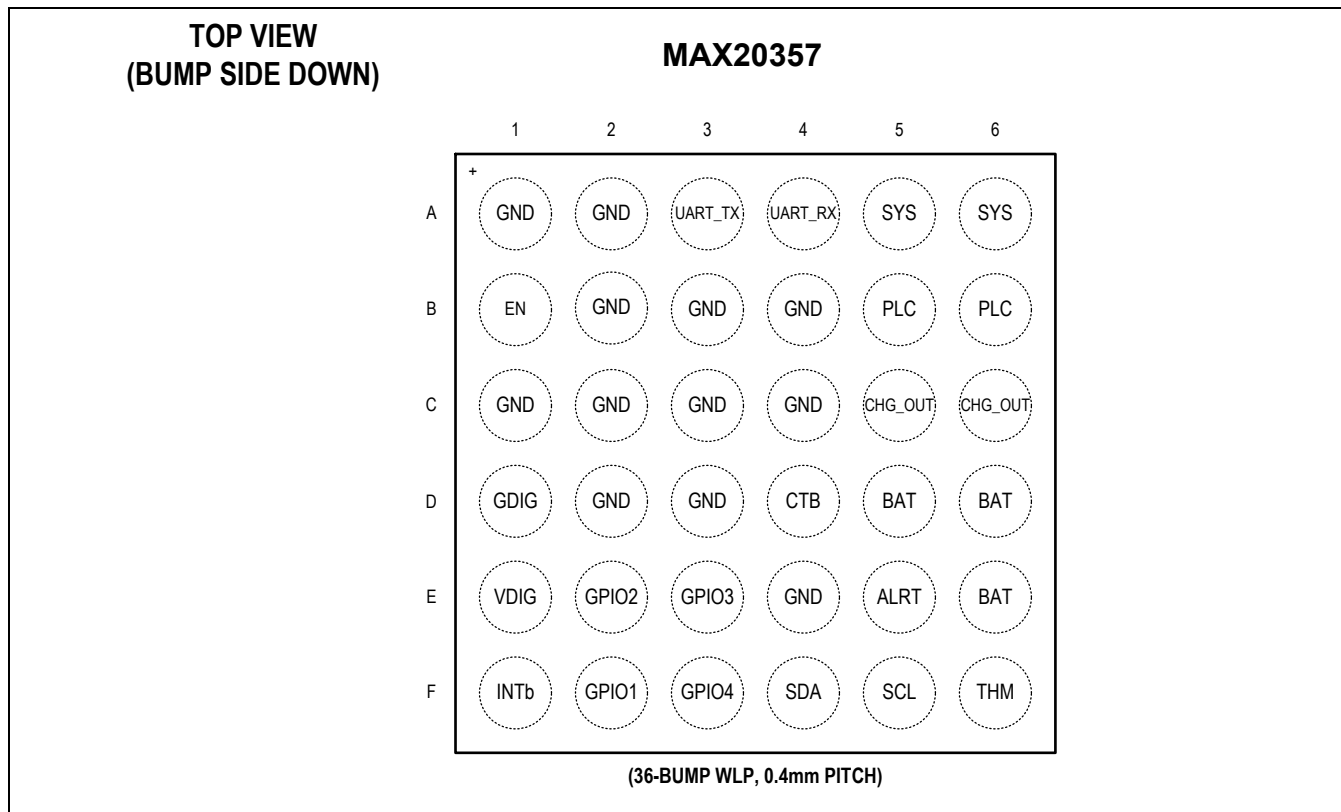 TOP VIEW
(BUMP SIDE DOWN)
MAX20357
1 2 3 4 5 6
+
A GND GND UART_TX UART_RX SYS SYS
B EN GND GND GND PLC PLC
C GND GND GND GND CHG_OUT CHG_OUT
D GDIG GND GND CTB BAT BAT
E VDIG GPIO2 GPIO3 GND ALRT BAT
F INTb GPIO1 GPIO4 SDA SCL THM
(36-BUMP WLP, 0.4mm PITCH)